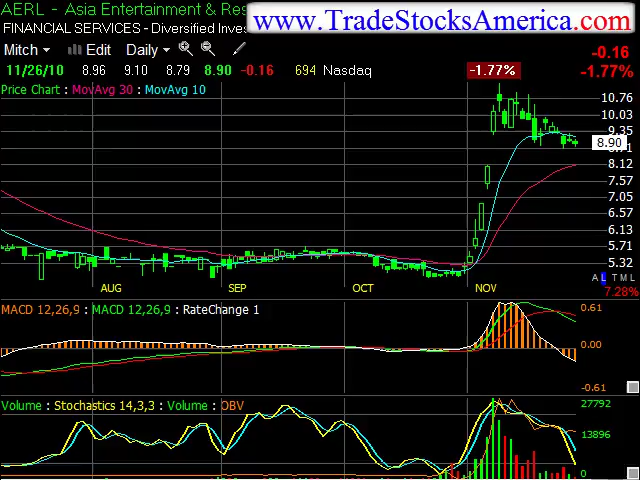 AERL - Asia Entertainment & Res
www.TradeStocksAmerica.com
FINANCIAL SERVICES - Diversified Inves
Mitch Edit Daily
-0.16
11/26/10 8.96 9.10 8.79 8.90 -0.16 694 Nasdaq -1.77% -1.77%
Price Chart : MovAvg 30 : MovAvg 10
10.76
10.03
9.35
8.90
8.71
8.12
7.57
7.05
6.57
6.13
5.71
5.32
A L T M L
AUG SEP OCT NOV
7.28%
MACD 12,26,9 : MACD 12,26,9 : RateChange 1
0.61
0.00
-0.61
Volume : Stochastics 14,3,3 : Volume : OBV
27792
13896
0